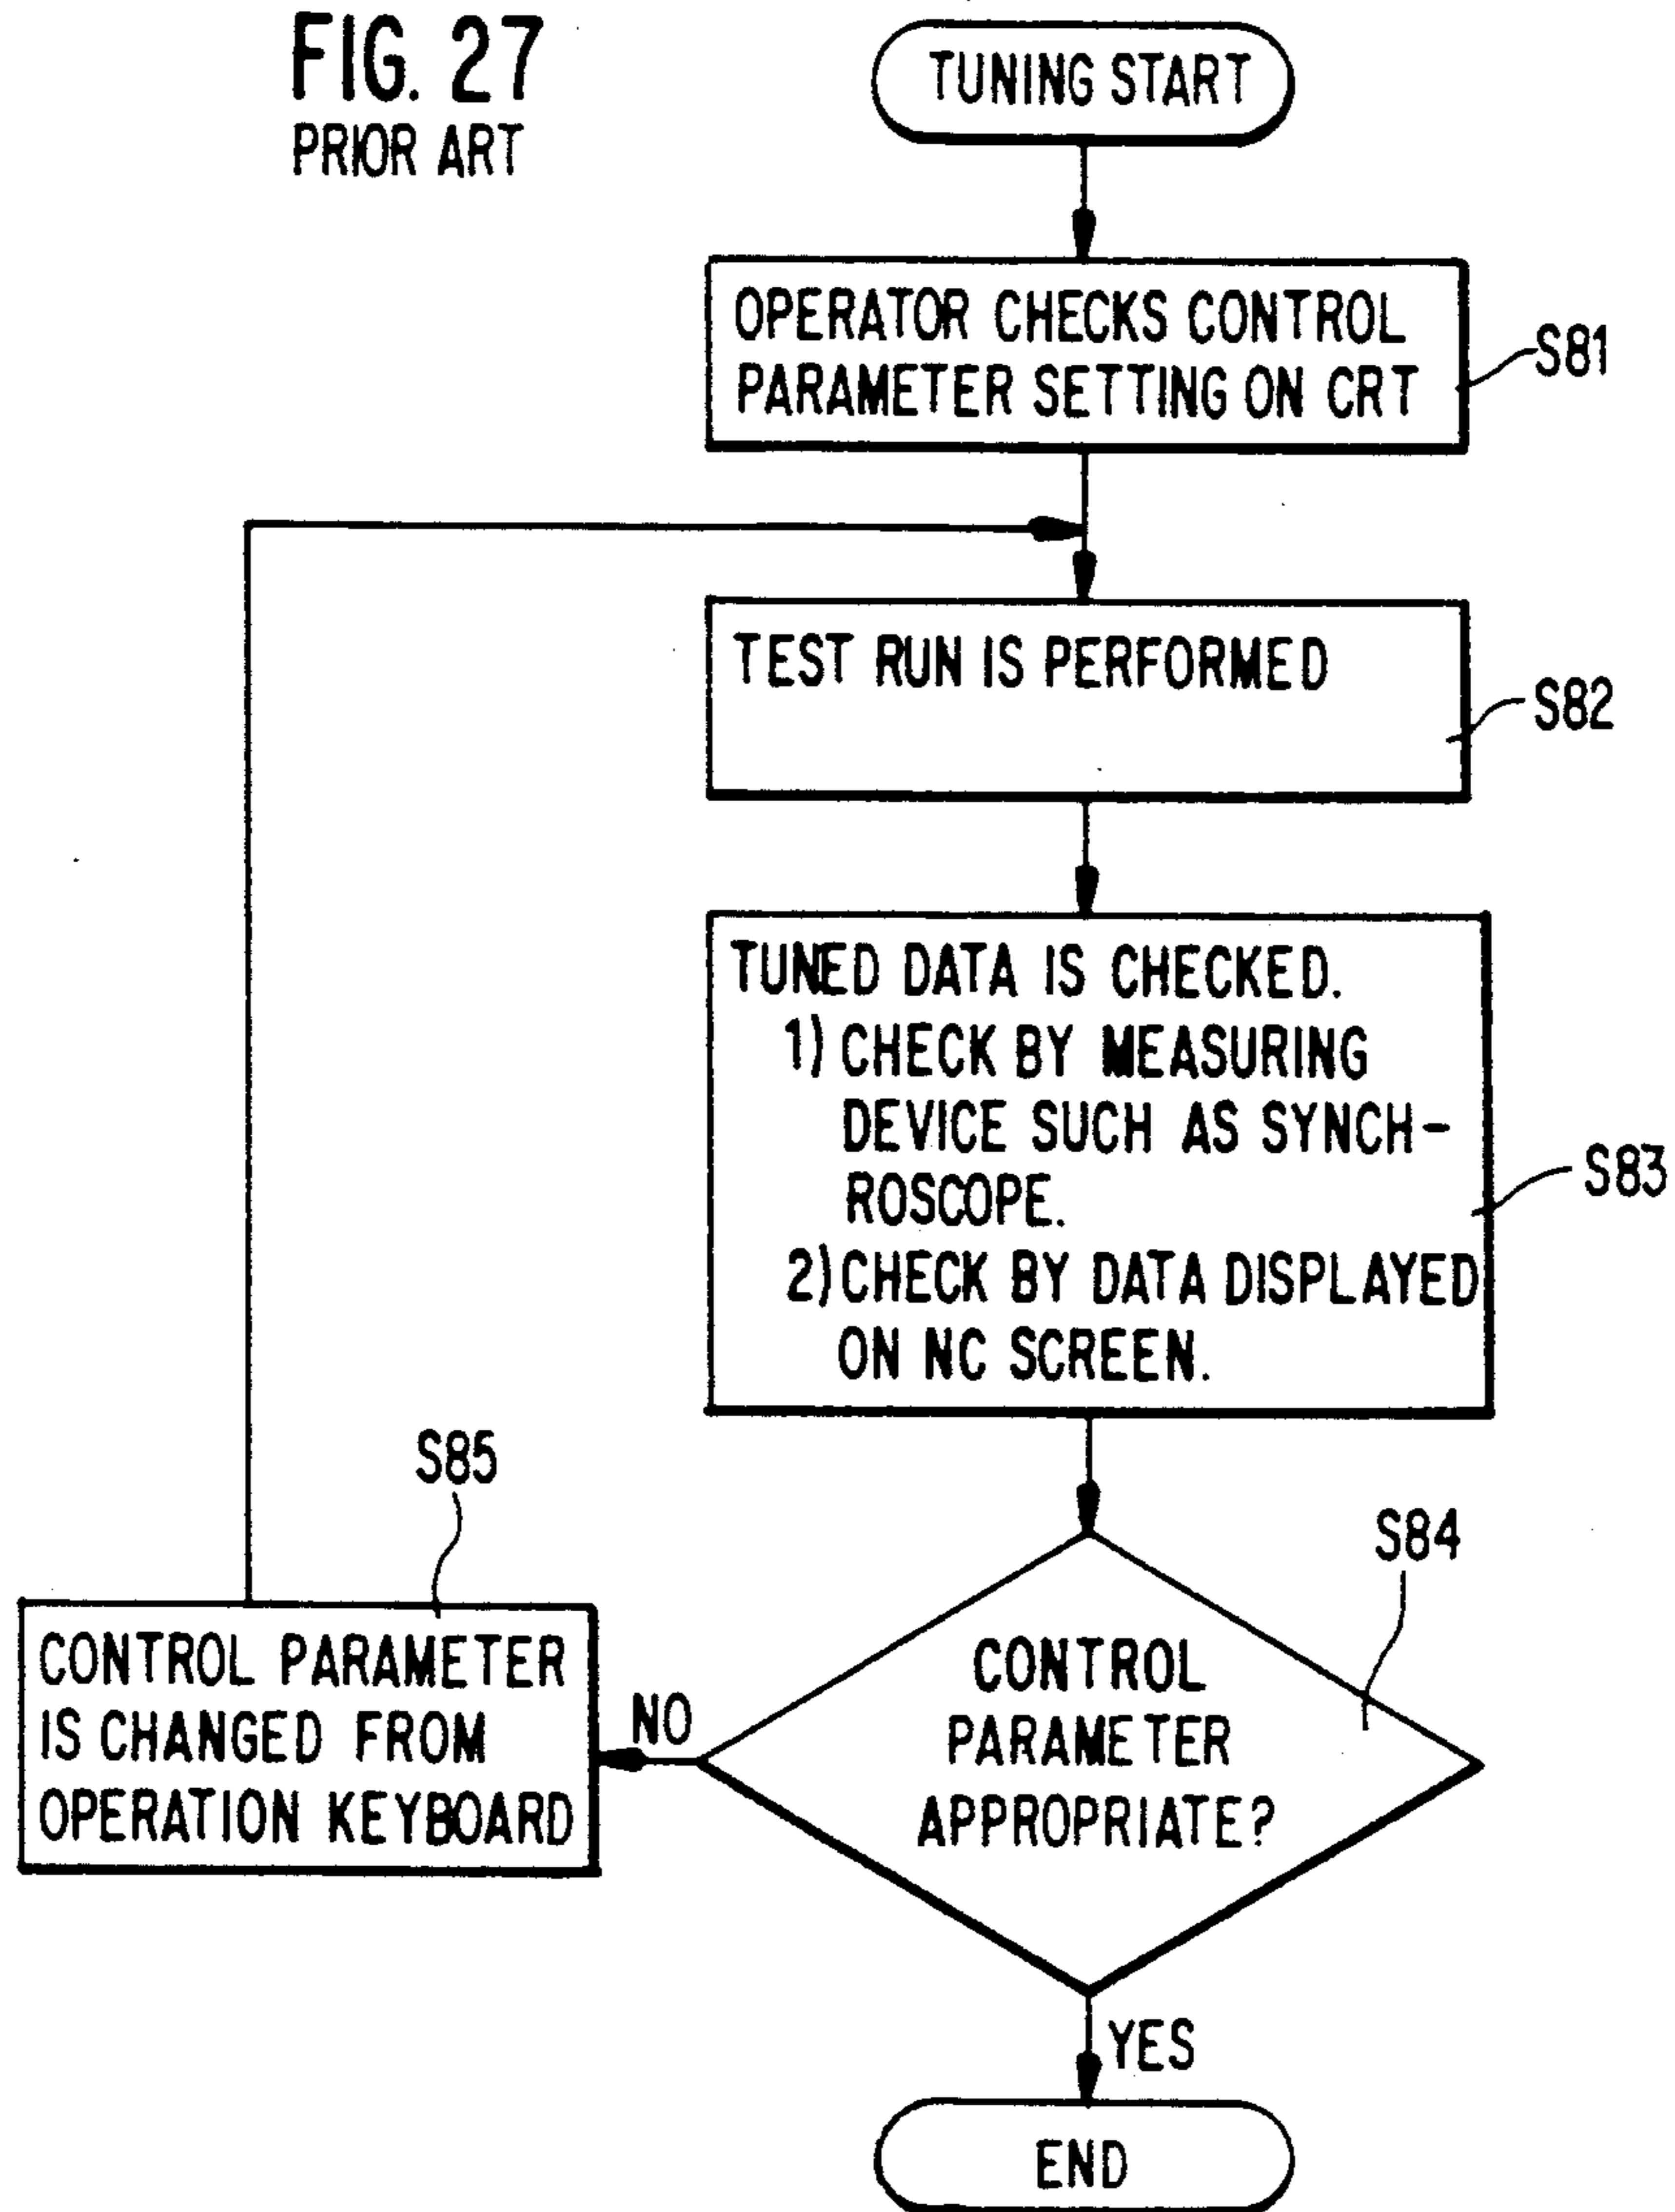 FIG. 27
PRIOR ART
TUNING START
OPERATOR CHECKS CONTROL
PARAMETER SETTING ON CRT
S81
TEST RUN IS PERFORMED
S82
TUNED DATA IS CHECKED.
1) CHECK BY MEASURING
DEVICE SUCH AS SYNCH-
ROSCOPE.
2) CHECK BY DATA DISPLAYED
ON NC SCREEN.
S83
S84
CONTROL
PARAMETER
APPROPRIATE?
NO
S85
CONTROL PARAMETER
IS CHANGED FROM
OPERATION KEYBOARD
YES
END